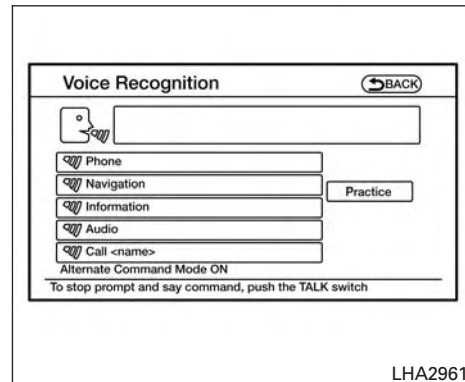 Voice Recognition
BACK
Phone
Navigation
Practice
Information
Audio
Call <name>
Alternate Command Mode ON
To stop prompt and say command, push the TALK switch
LHA2961